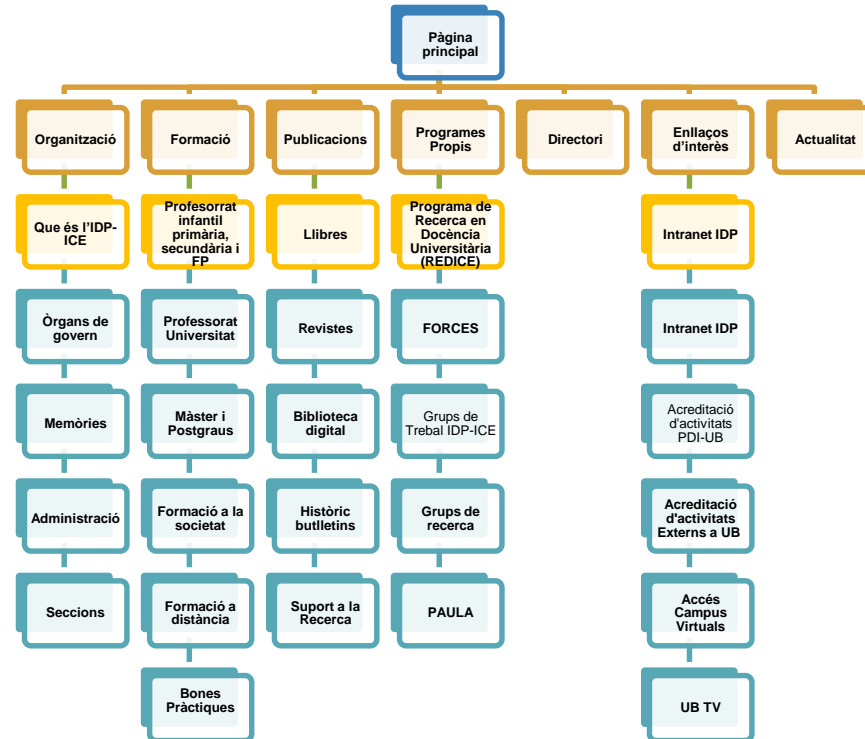 Pàgina
principal
Organització
Formació
Publicacions
Programes
Propis
Directori
Enllaços
d'interès
Actualitat
Que és l'IDP-
ICE
Profesorrat
infantil
primària,
secundària i
FP
Llibres
Programa de
Recerca en
Docència
Universitària
(REDICE)
Intranet IDP
Òrgans de
govern
Professorat
Universitat
Revistes
FORCES
Intranet IDP
Memòries
Màster i
Postgraus
Biblioteca
digital
Grups de
Trebal IDP-ICE
Acreditació
d'activitats
PDI-UB
Administració
Formació a la
societat
Històric
butlletins
Grups de
recerca
Acreditació
d'activitats
Externs a UB
Seccions
Formació a
distància
Suport a la
Recerca
PAULA
Accés
Campus
Virtuals
Bones
Pràctiques
UB TV